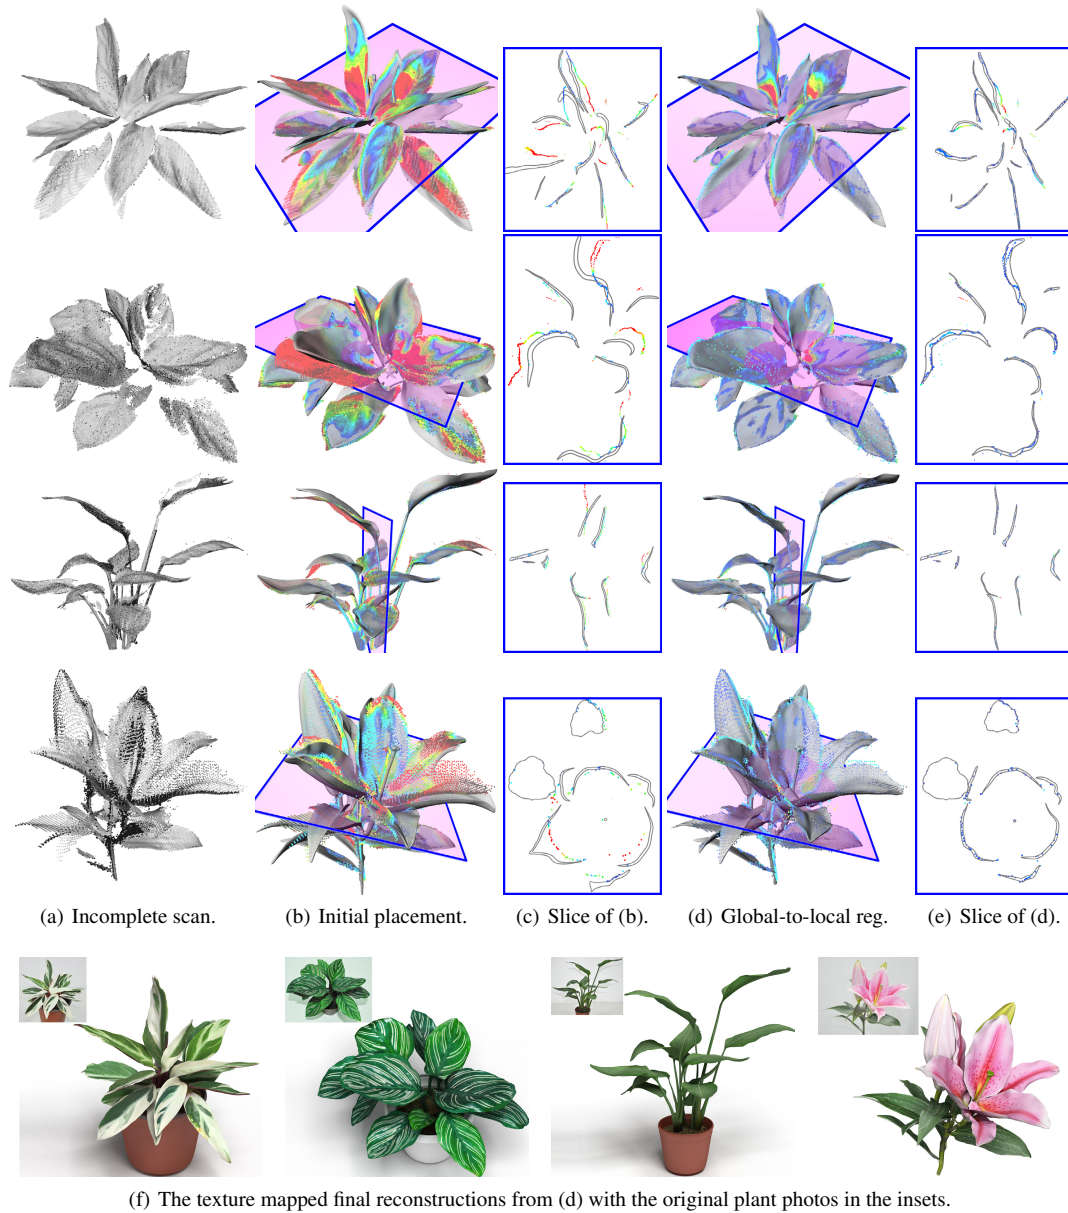 (a) Incomplete scan.
(b) Initial placement.
(c) Slice of (b).
(d) Global-to-local reg.
(e) Slice of (d).
(f) The texture mapped final reconstructions from (d) with the original plant photos in the insets.